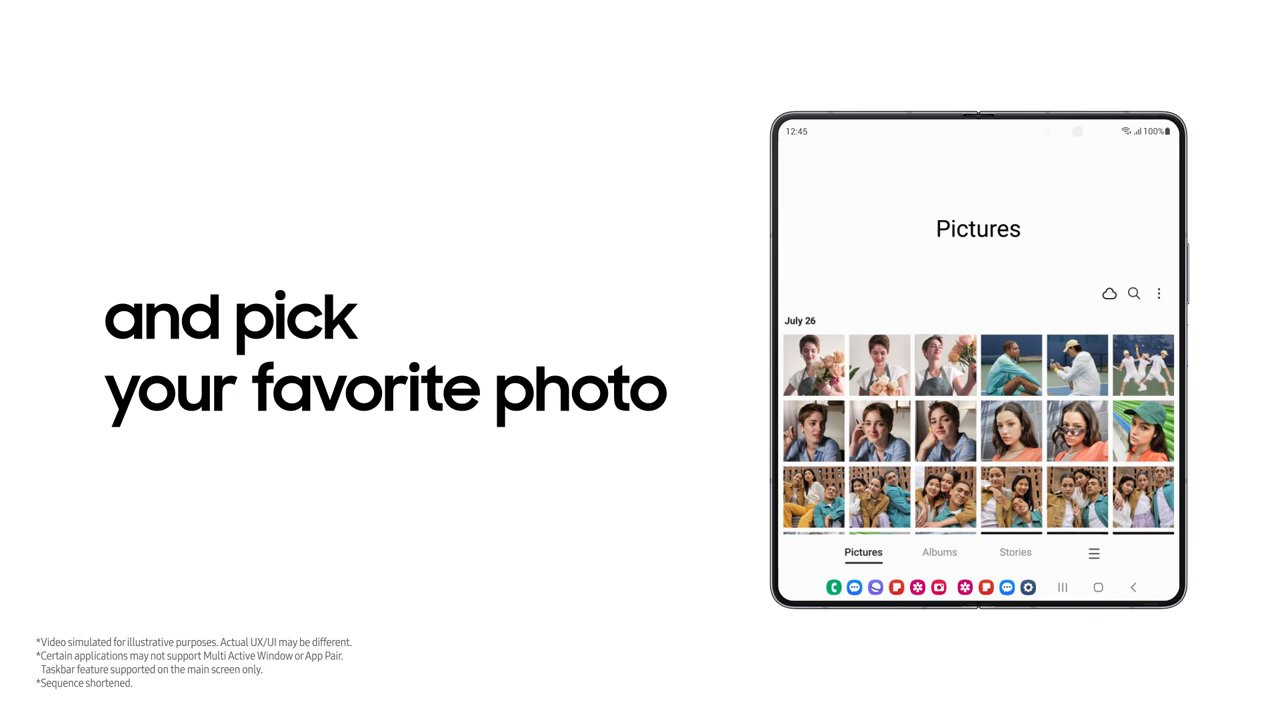 and pick
your favorite photo
12:45
100%
Pictures
July 26
Pictures Albums Stories
*Video simulated for illustrative purposes. Actual UX/UI may be different.
*Certain applications may not support Multi Active Window or App Pair.
Taskbar feature supported on the main screen only.
*Sequence shortened.